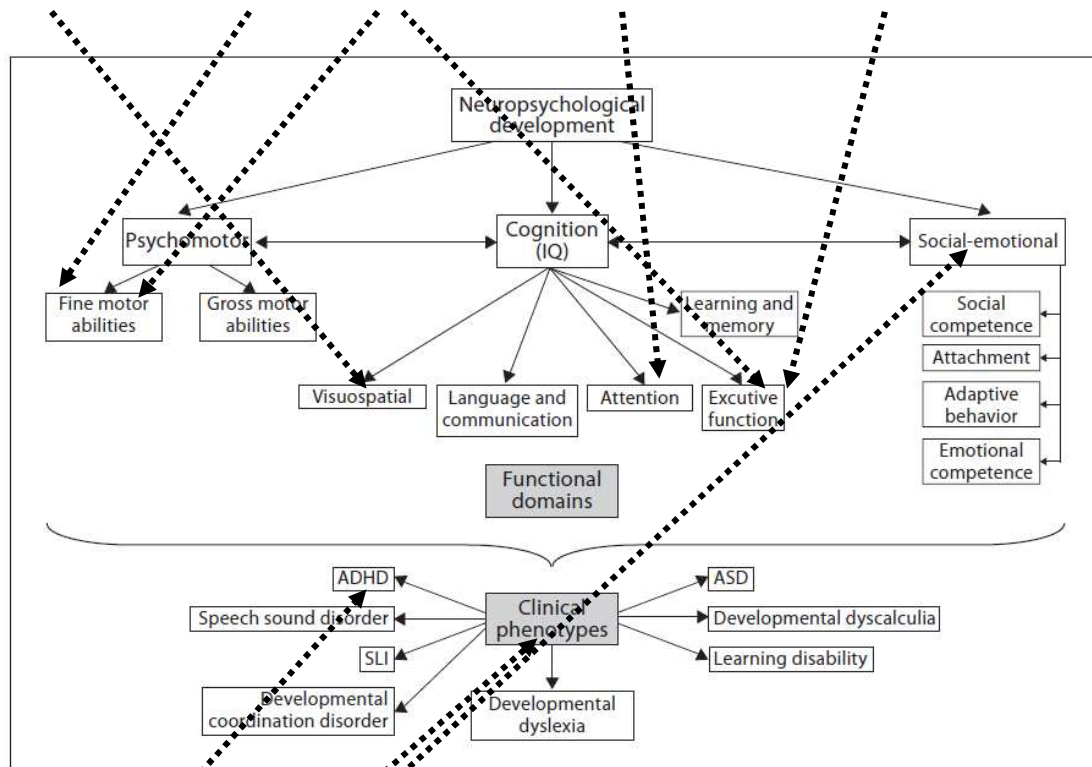 Neuropsychological
development
Psychomotor
Cognition
(IQ)
Social-emotional
Fine motor
abilities
Gross motor
abilities
Learning and
memory
Social
competence
Attachment
Visuospatial
Language and
communication
Attention
Excutive
function
Adaptive
behavior
Emotional
competence
Functional
domains
ADHD
ASD
Speech sound disorder
Clinical
phenotypes
Developmental dyscalculia
SLI
Learning disability
Developmental
coordination disorder
Developmental
dyslexia